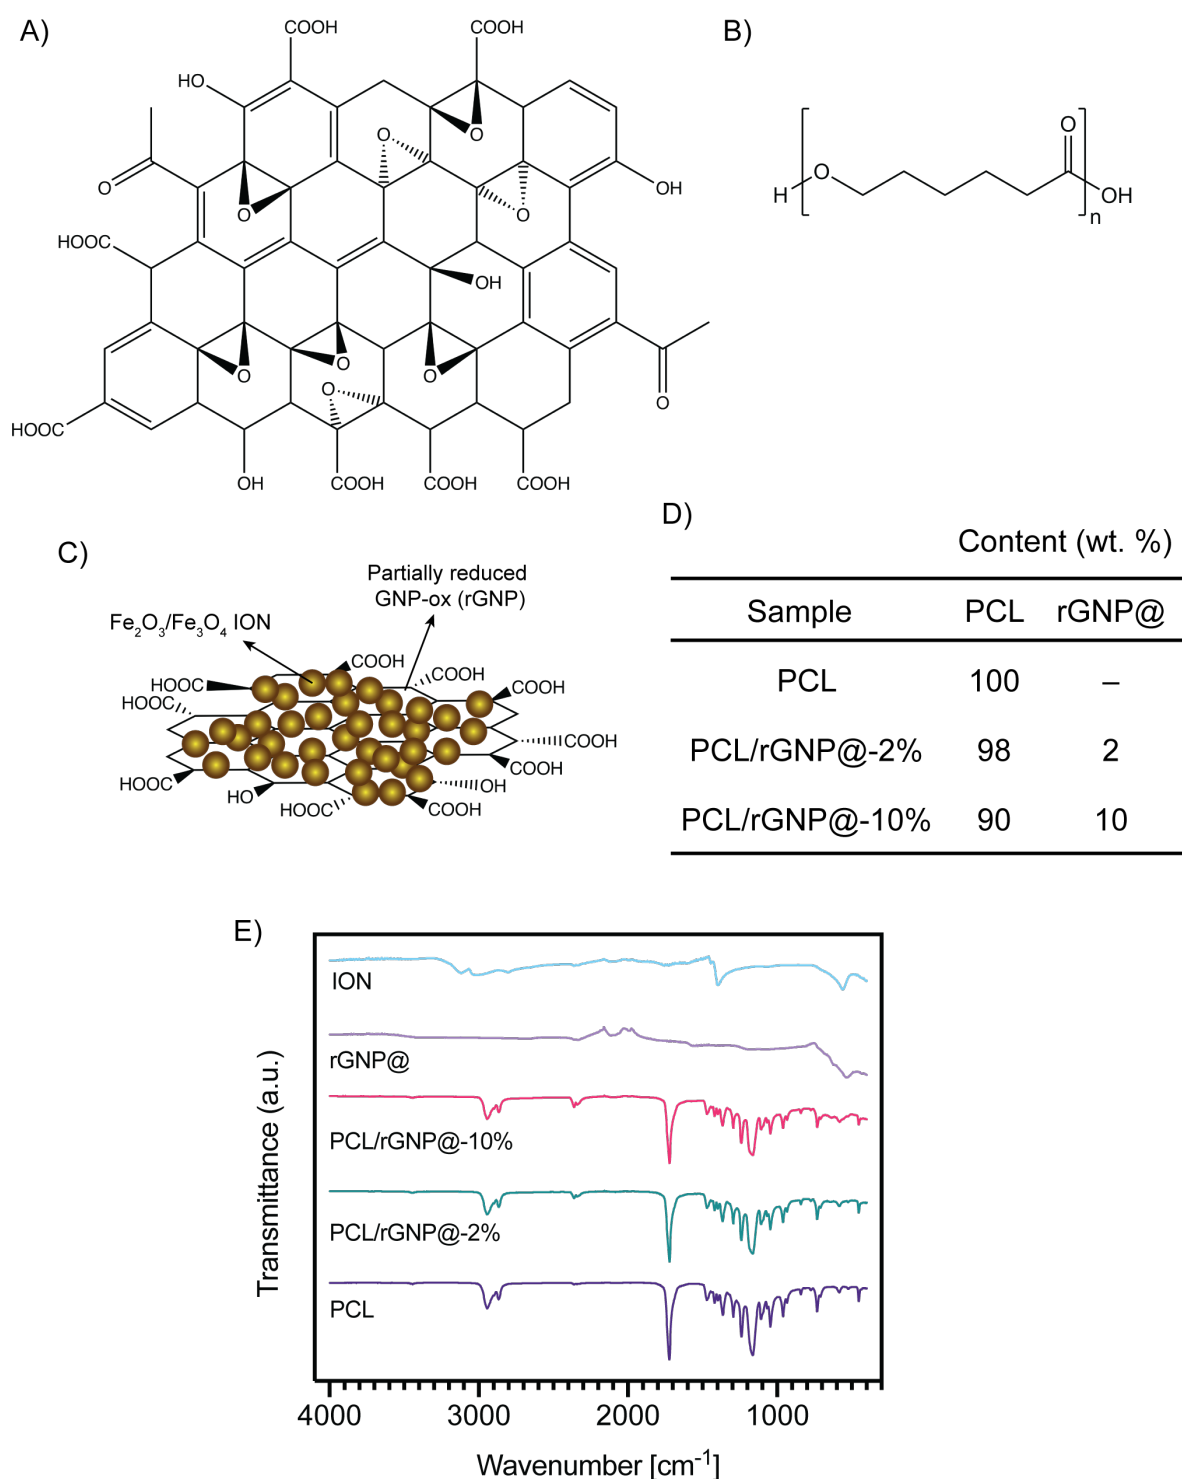 A)
COOH
COOH
HO
O
O
O
O
O
OH
HOOC
OH
O
O
O
O
O
HOOC
OH
COOH
COOH
COOH
B)
O
H
O
OH
n
C)
Partially reduced
GNP-ox (rGNP)
Fe₂O₃/Fe₃O₄ ION
COOH
HOOC
COOH
HOOC
COOH
COOH
HOOC
COOH
HO
OH
HOOC
COOH
D)
Content (wt. %)
Sample PCL rGNP@
PCL 100 –
PCL/rGNP@-2% 98 2
PCL/rGNP@-10% 90 10
E)
ION
rGNP@
PCL/rGNP@-10%
PCL/rGNP@-2%
PCL
Transmittance (a.u.)
4000 3000 2000 1000
Wavenumber [cm⁻¹]